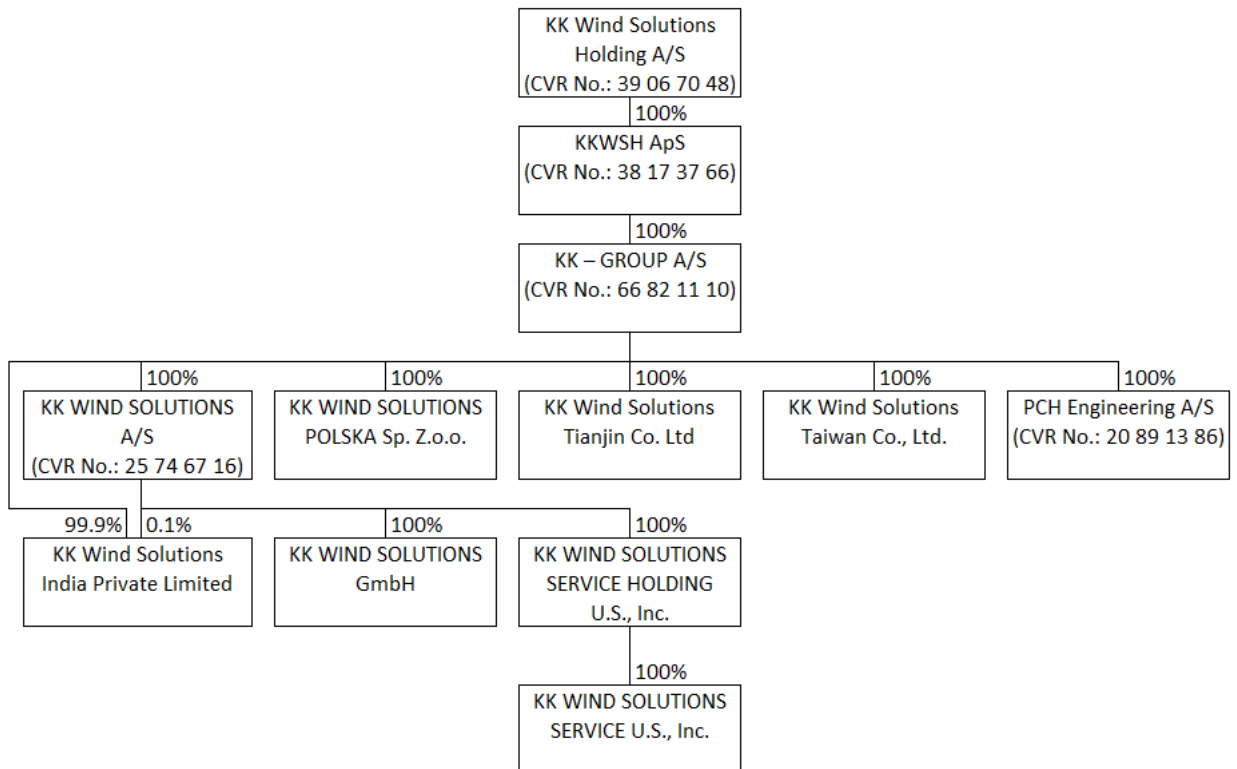 KK Wind Solutions
Holding A/S
(CVR No.: 39 06 70 48)
100%
KKWSH ApS
(CVR No.: 38 17 37 66)
100%
KK – GROUP A/S
(CVR No.: 66 82 11 10)
100%
100%
100%
100%
100%
KK WIND SOLUTIONS
A/S
(CVR No.: 25 74 67 16)
KK WIND SOLUTIONS
POLSKA Sp. Z.o.o.
KK Wind Solutions
Tianjin Co. Ltd
KK Wind Solutions
Taiwan Co., Ltd.
PCH Engineering A/S
(CVR No.: 20 89 13 86)
99.9%
0.1%
100%
100%
KK Wind Solutions
India Private Limited
KK WIND SOLUTIONS
GmbH
KK WIND SOLUTIONS
SERVICE HOLDING
U.S., Inc.
100%
KK WIND SOLUTIONS
SERVICE U.S., Inc.